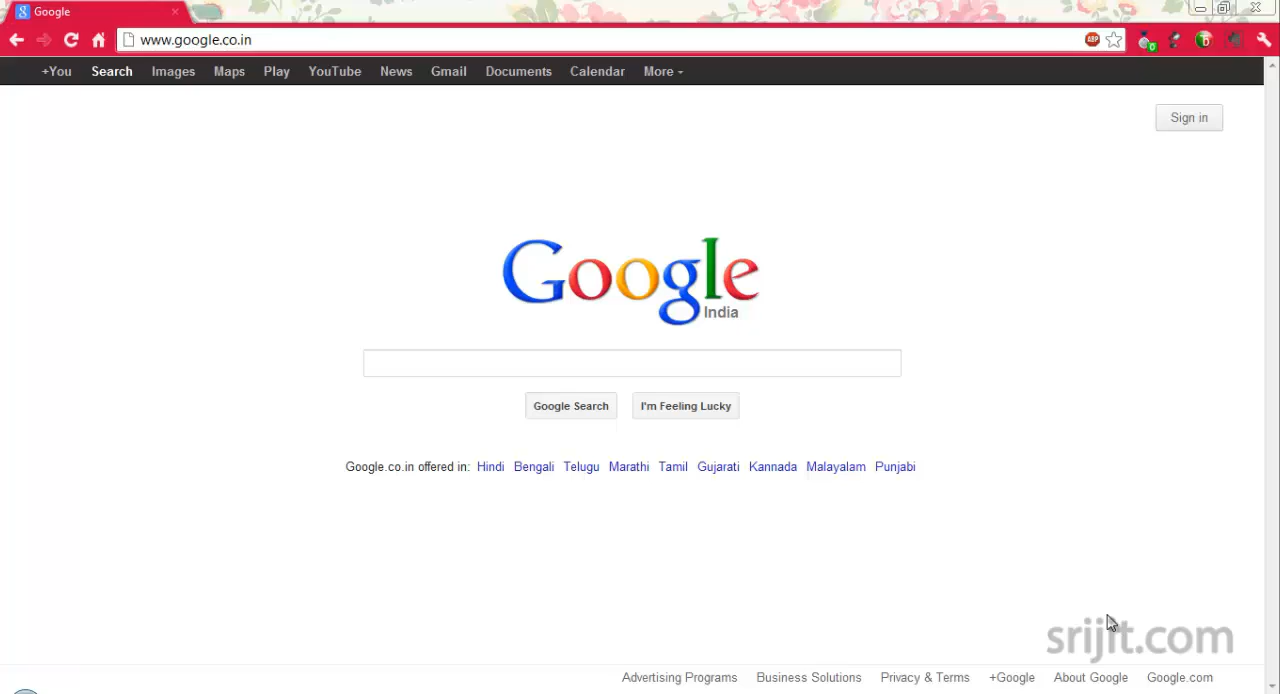 Google
www.google.co.in
ABP
0
+You Search Images Maps Play YouTube News Gmail Documents Calendar More
Sign in
Google
India
Google Search I'm Feeling Lucky
Google.co.in offered in: Hindi Bengali Telugu Marathi Tamil Gujarati Kannada Malayalam Punjabi
srijit.com
Advertising Programs Business Solutions Privacy & Terms +Google About Google Google.com